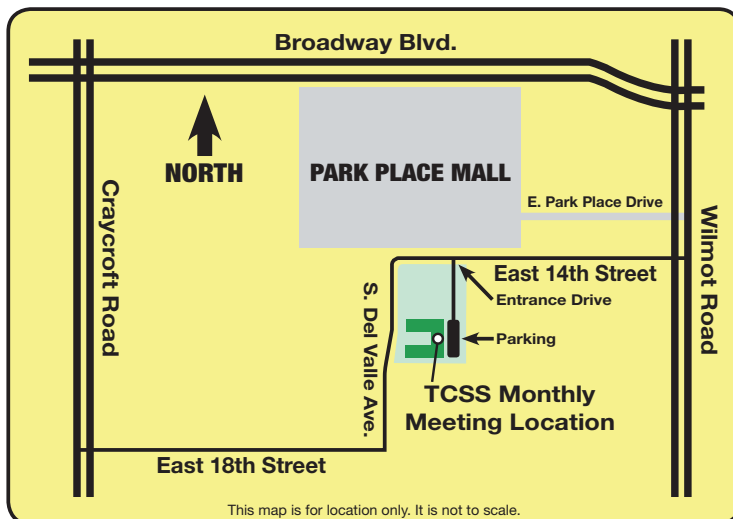 Broadway Blvd.
NORTH
PARK PLACE MALL
E. Park Place Drive
Craycroft Road
Wilmot Road
East 14th Street
Entrance Drive
S. Del Valle Ave.
Parking
TCSS Monthly
Meeting Location
East 18th Street
This map is for location only. It is not to scale.